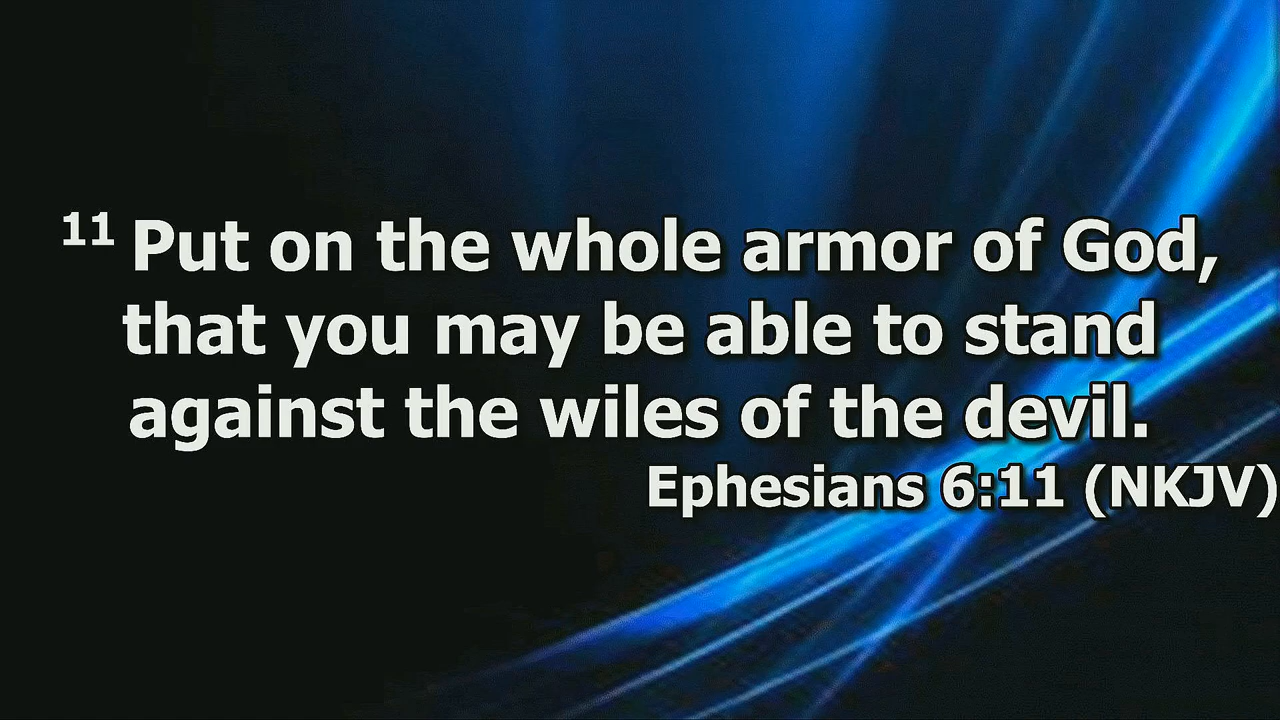 11 Put on the whole armor of God,
that you may be able to stand
against the wiles of the devil.
Ephesians 6:11 (NKJV)